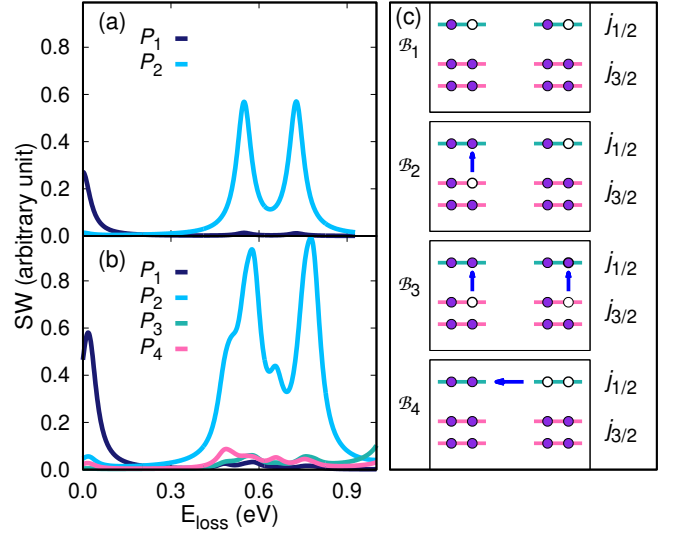 (a)
P1
P2
0.8
0.6
0.4
0.2
0.0
(b)
P1
P2
P3
P4
0.8
0.6
0.4
0.2
0.0
0.0 0.3 0.6 0.9
SW (arbitrary unit)
E_loss (eV)
(c)
ℬ1 j1/2
j3/2
ℬ2 j1/2
j3/2
ℬ3 j1/2
j3/2
ℬ4 j1/2
j3/2